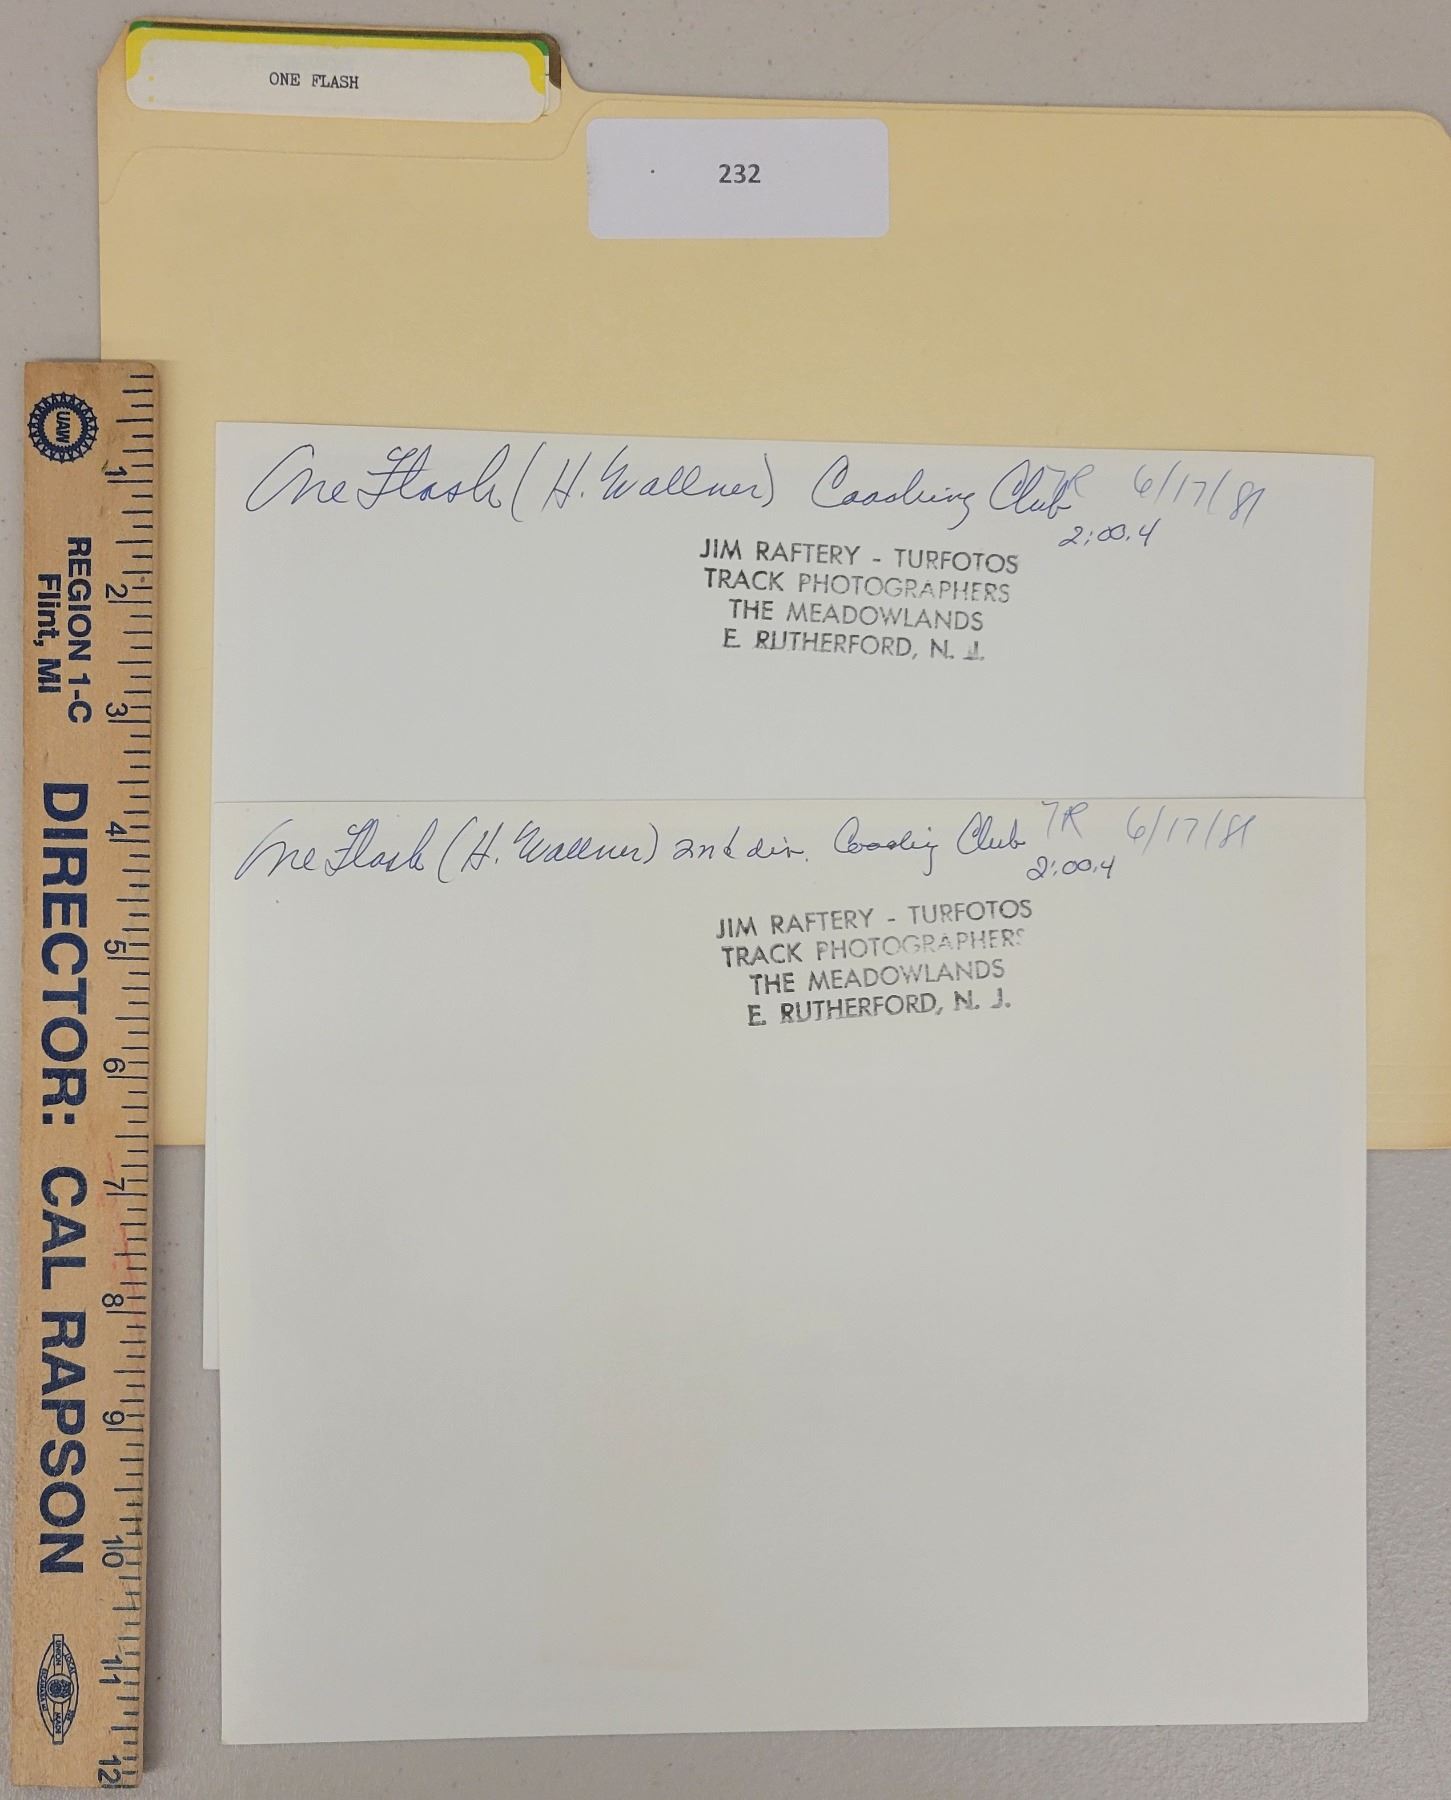 ONE FLASH
232
One Flash (H. Wallner) Coaching Club 7R 6/17/81
2:00.4
JIM RAFTERY - TURFOTOS
TRACK PHOTOGRAPHERS
THE MEADOWLANDS
E. RUTHERFORD, N. J.
One Flash (H. Wallner) 2nd div. Coaching Club 7R 6/17/81
2:00.4
JIM RAFTERY - TURFOTOS
TRACK PHOTOGRAPHERS
THE MEADOWLANDS
E. RUTHERFORD, N. J.
UAW
REGION 1-C
Flint, MI
DIRECTOR: CAL RAPSON
UNION MADE
1 2 3 4 5 6 7 8 9 10 11 12